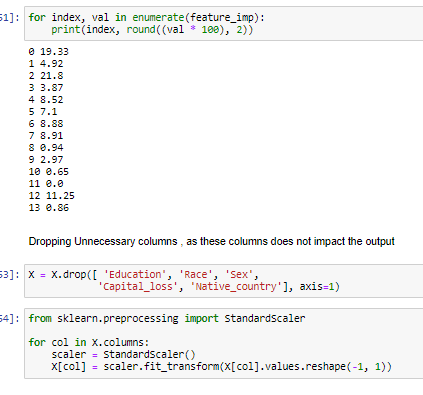 51]: for index, val in enumerate(feature_imp):
print(index, round((val * 100), 2))
0 19.33
1 4.92
2 21.8
3 3.87
4 8.52
5 7.1
6 8.88
7 8.91
8 0.94
9 2.97
10 0.65
11 0.0
12 11.25
13 0.86
Dropping Unnecessary columns , as these columns does not impact the output
53]: X = X.drop([ 'Education', 'Race', 'Sex',
'Capital_loss', 'Native_country'], axis=1)
54]: from sklearn.preprocessing import StandardScaler
for col in X.columns:
scaler = StandardScaler()
X[col] = scaler.fit_transform(X[col].values.reshape(-1, 1))